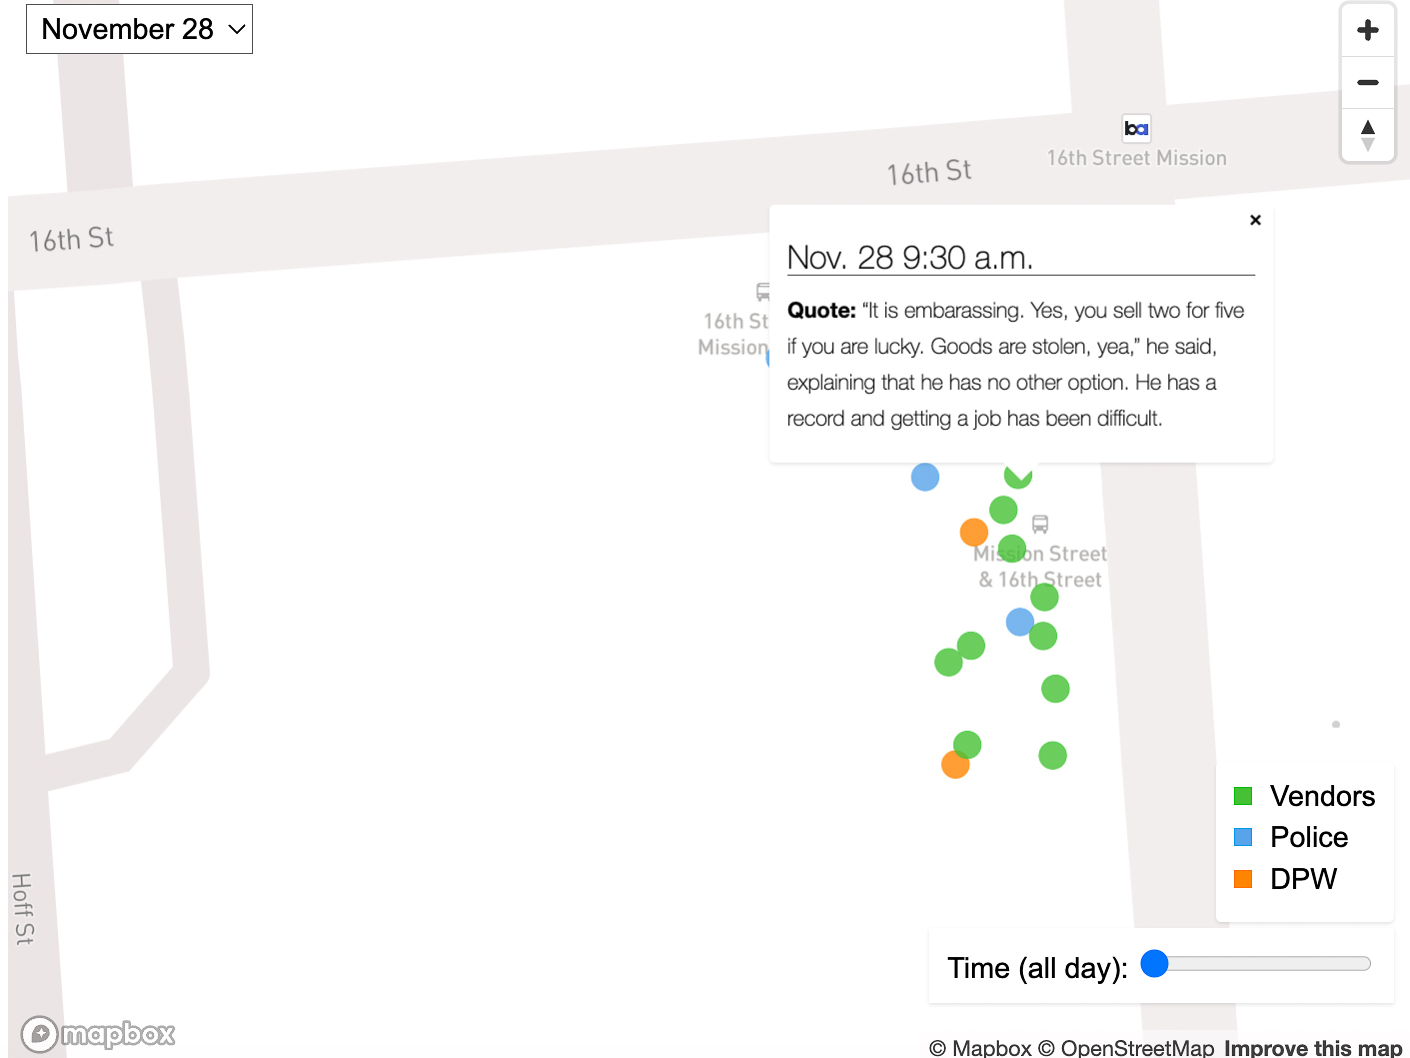 November 28
+
−
ba
16th Street Mission
16th St
16th St
×
Nov. 28 9:30 a.m.
Quote: “It is embarassing. Yes, you sell two for five
if you are lucky. Goods are stolen, yea,” he said,
explaining that he has no other option. He has a
record and getting a job has been difficult.
16th St
Mission
Mission Street
& 16th Street
Vendors
Police
DPW
Hoff St
Time (all day):
mapbox
© Mapbox © OpenStreetMap Improve this map